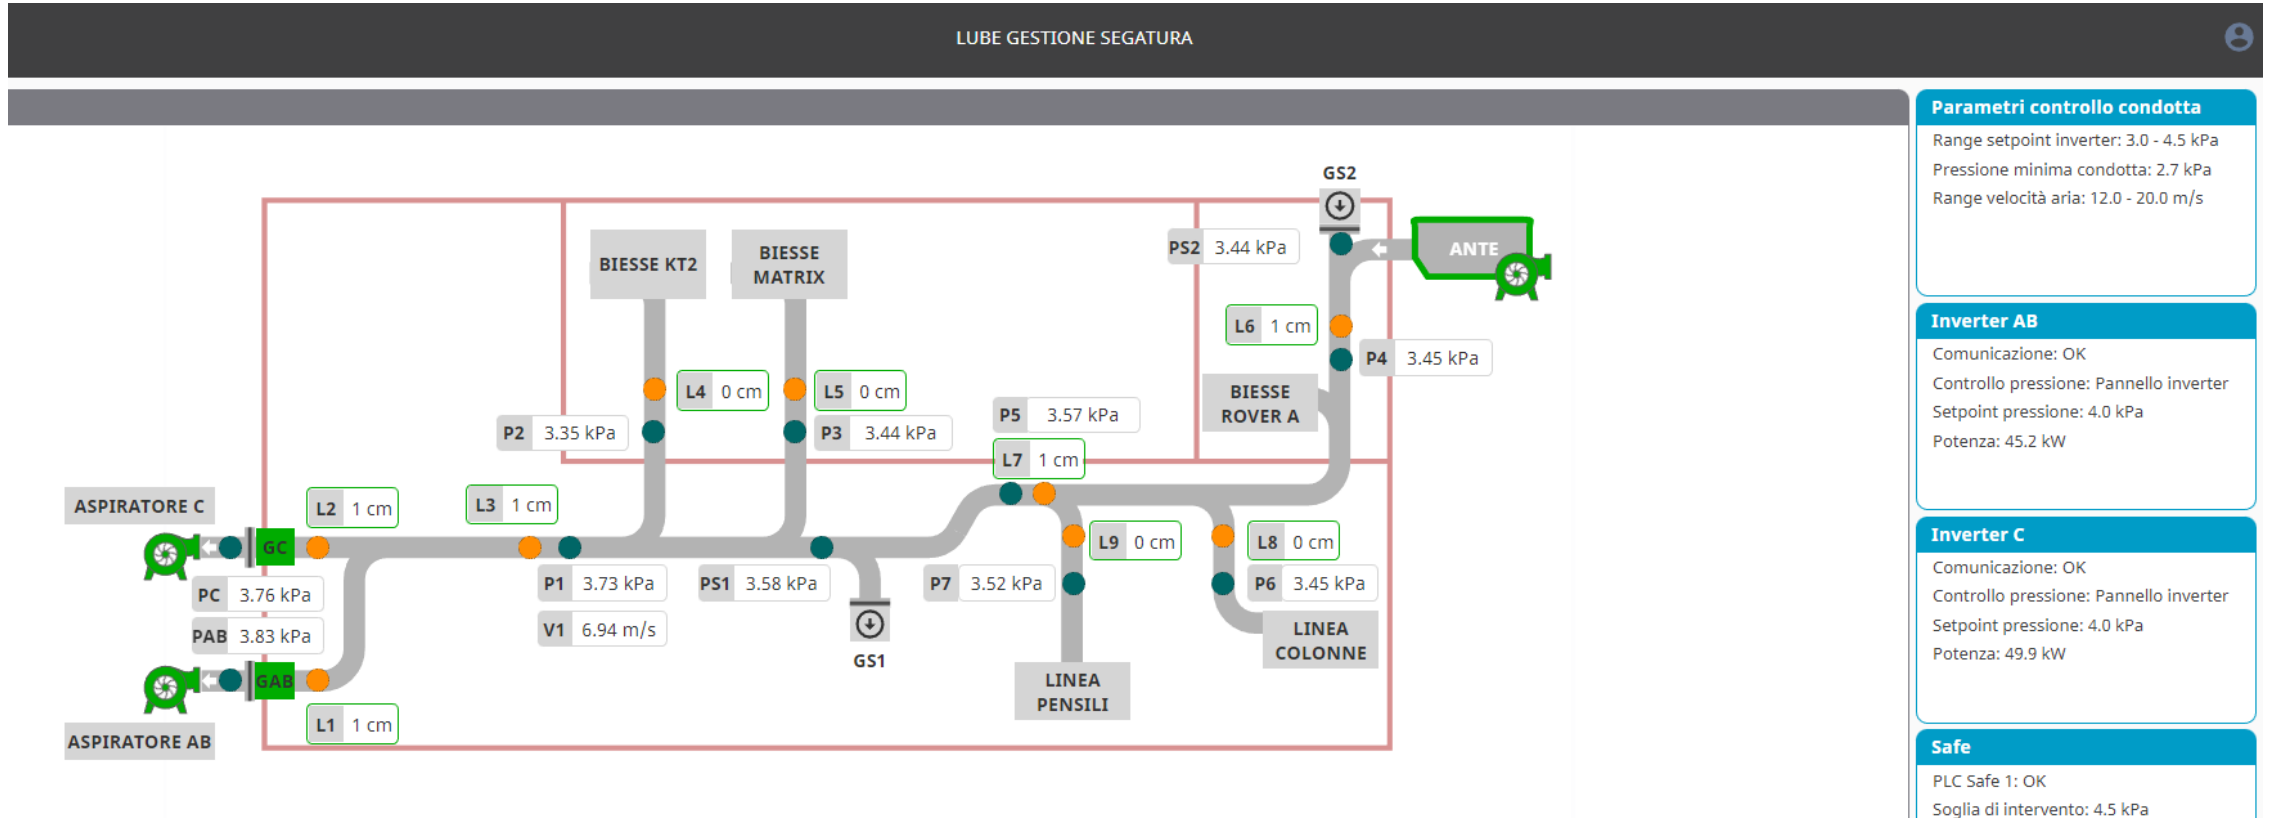 LUBE GESTIONE SEGATURA
Parametri controllo condotta
Range setpoint inverter: 3.0 - 4.5 kPa
Pressione minima condotta: 2.7 kPa
Range velocità aria: 12.0 - 20.0 m/s
GS2
PS2 3.44 kPa
ANTE
BIESSE KT2
BIESSE
MATRIX
L6 1 cm
P4 3.45 kPa
Inverter AB
Comunicazione: OK
Controllo pressione: Pannello inverter
Setpoint pressione: 4.0 kPa
Potenza: 45.2 kW
L4 0 cm
L5 0 cm
BIESSE
ROVER A
P2 3.35 kPa
P3 3.44 kPa
P5 3.57 kPa
L7 1 cm
ASPIRATORE C
L2 1 cm
L3 1 cm
GC
L9 0 cm
L8 0 cm
PC 3.76 kPa
P1 3.73 kPa
PS1 3.58 kPa
P7 3.52 kPa
P6 3.45 kPa
PAB 3.83 kPa
V1 6.94 m/s
GS1
LINEA
COLONNE
GAB
LINEA
PENSILI
L1 1 cm
ASPIRATORE AB
Inverter C
Comunicazione: OK
Controllo pressione: Pannello inverter
Setpoint pressione: 4.0 kPa
Potenza: 49.9 kW
Safe
PLC Safe 1: OK
Soglia di intervento: 4.5 kPa